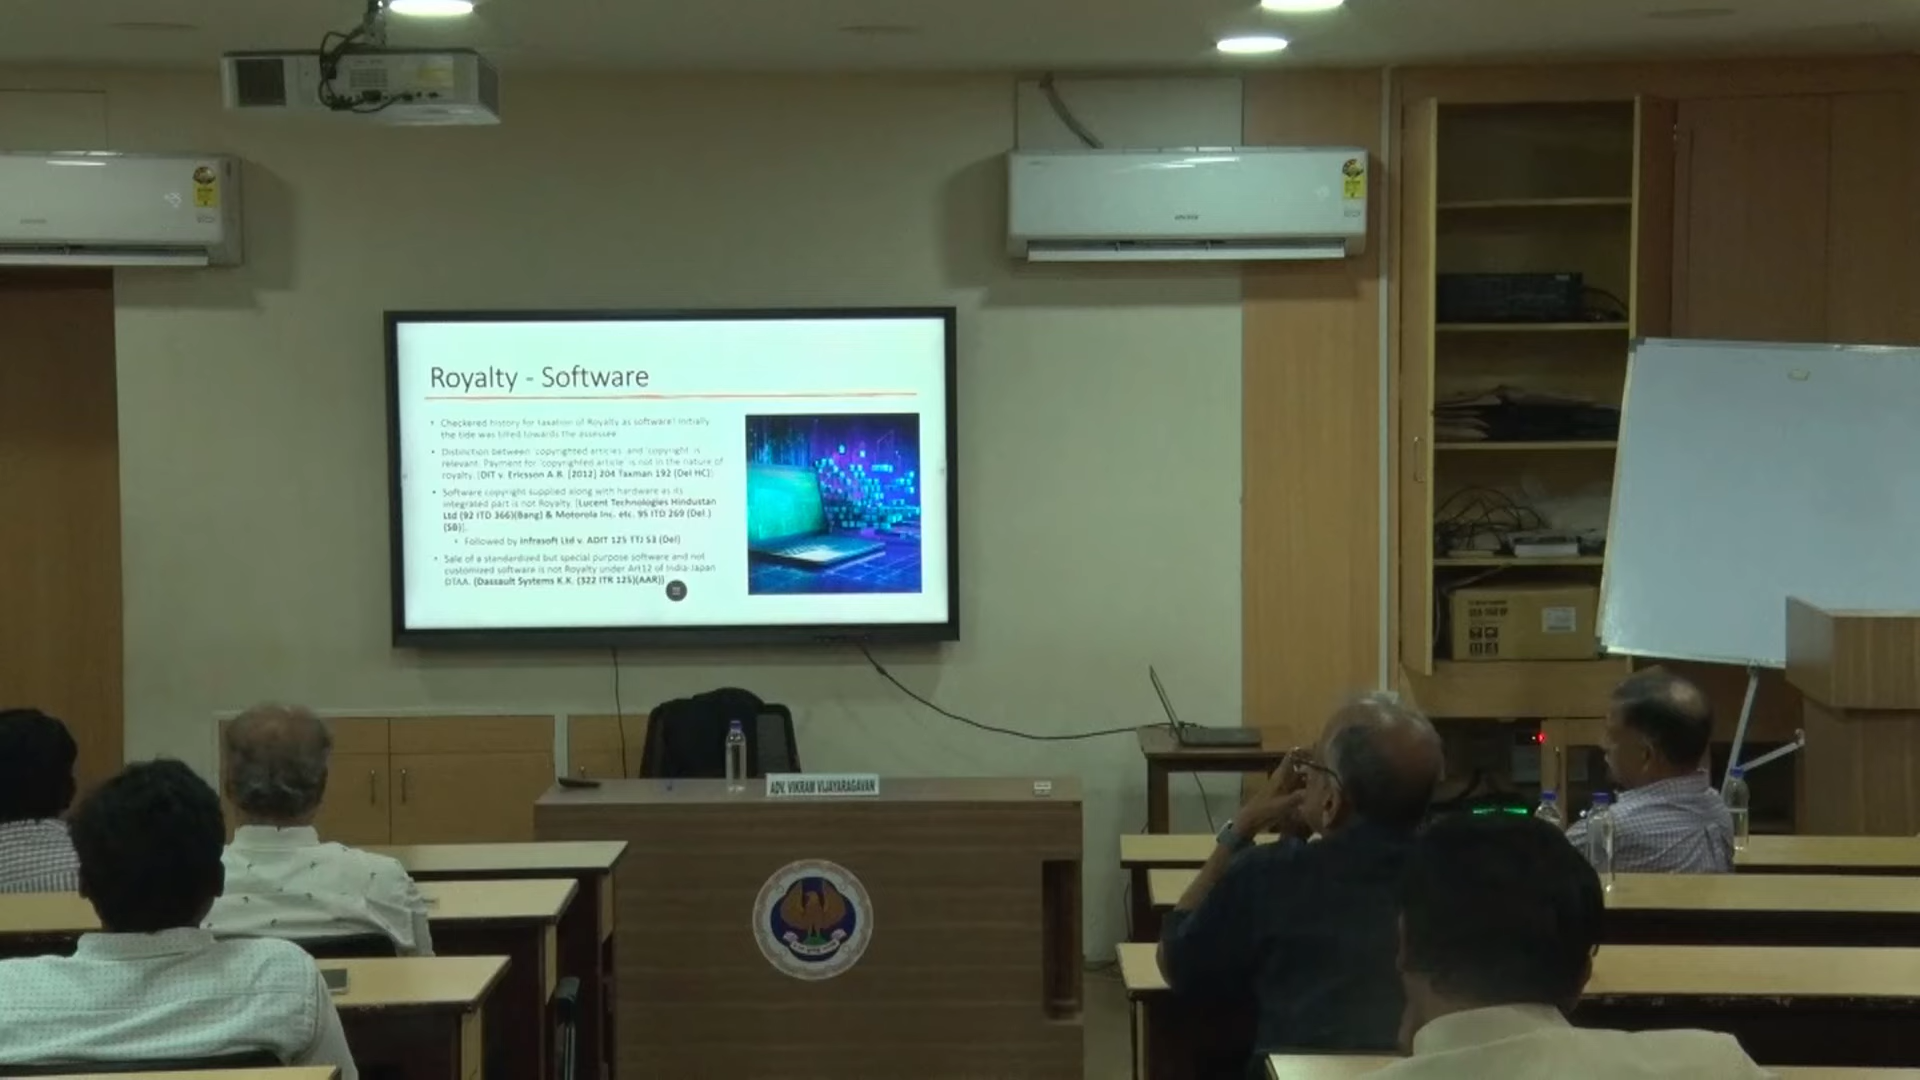 Royalty - Software
• Checkered history for taxation of Royalty as software! Initially
the tide was tilted towards the assessee
• Distinction between 'copyrighted articles' and 'copyright' is
relevant. Payment for 'copyrighted article' is not in the nature of
royalty. [DIT v. Ericsson A.B. [2012] 204 Taxman 192 (Del HC)]
• Software copyright supplied along with hardware as its
integrated part is not Royalty. [Lucent Technologies Hindustan
Ltd (92 ITD 366)(Bang) & Motorola Inc. etc. 95 ITD 269 (Del.)
(SB)].
• Followed by Infrasoft Ltd v. ADIT 125 TTJ 53 (Del)
• Sale of a standardized but special purpose software and not
customized software is not Royalty under Art12 of India-Japan
DTAA. (Dassault Systems K.K. (322 ITR 125)(AAR))
ADV. VIKRAM VIJAYARAGAVAN